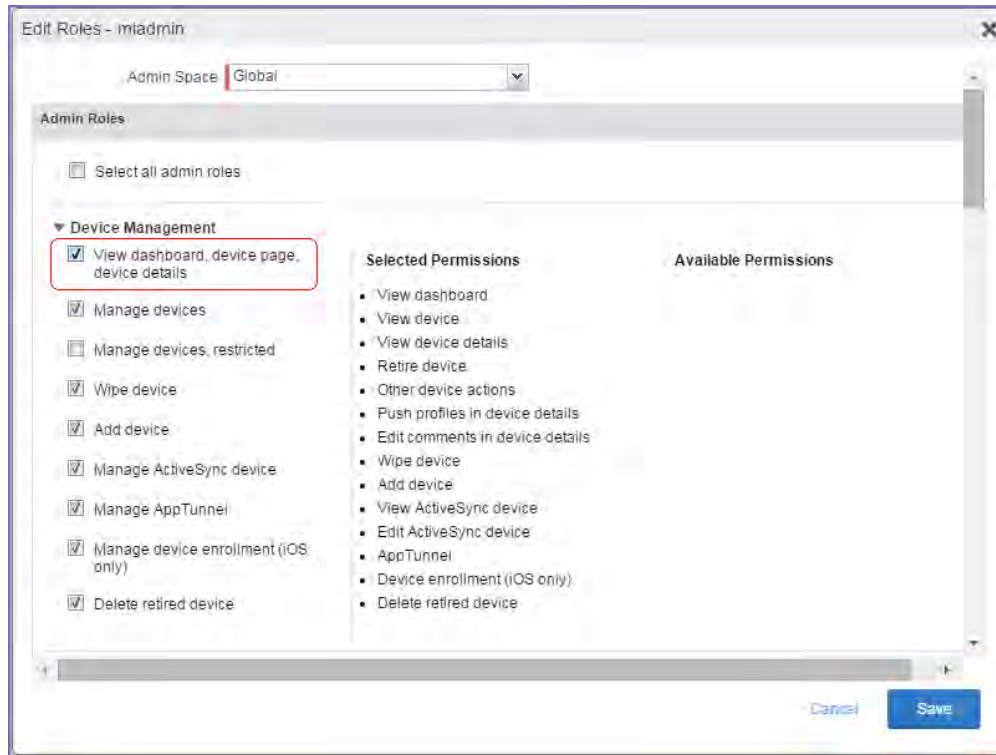 Edit Roles - miadmin
Admin Space Global
Admin Roles
Select all admin roles
Device Management
View dashboard, device page,
device details
Manage devices
Manage devices, restricted
Wipe device
Add device
Manage ActiveSync device
Manage AppTunnel
Manage device enrollment (iOS
only)
Delete retired device
Selected Permissions
View dashboard
View device
View device details
Retire device
Other device actions
Push profiles in device details
Edit comments in device details
Wipe device
Add device
View ActiveSync device
Edit ActiveSync device
AppTunnel
Device enrollment (iOS only)
Delete retired device
Available Permissions
Cancel
Save